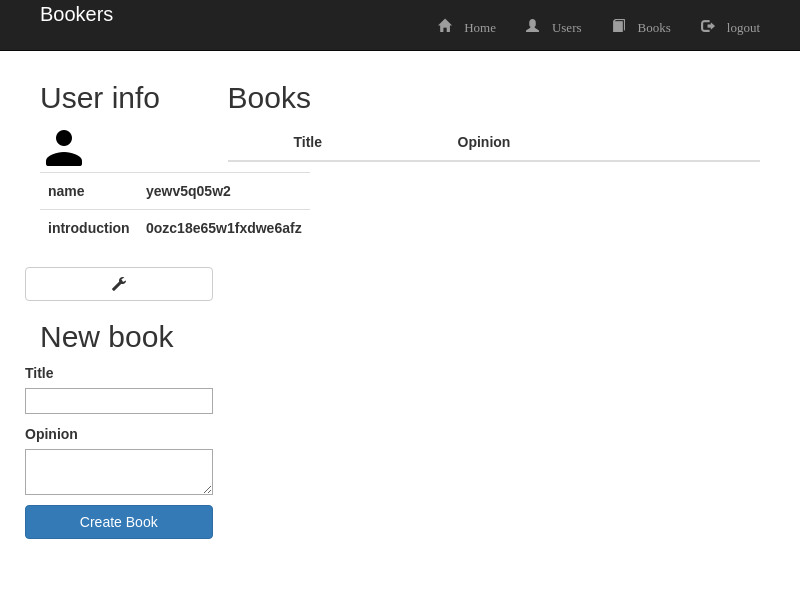 Bookers
Home Users Books logout
User info
name yewv5q05w2
introduction 0ozc18e65w1fxdwe6afz
New book
Title
Opinion
Create Book
Books
Title Opinion